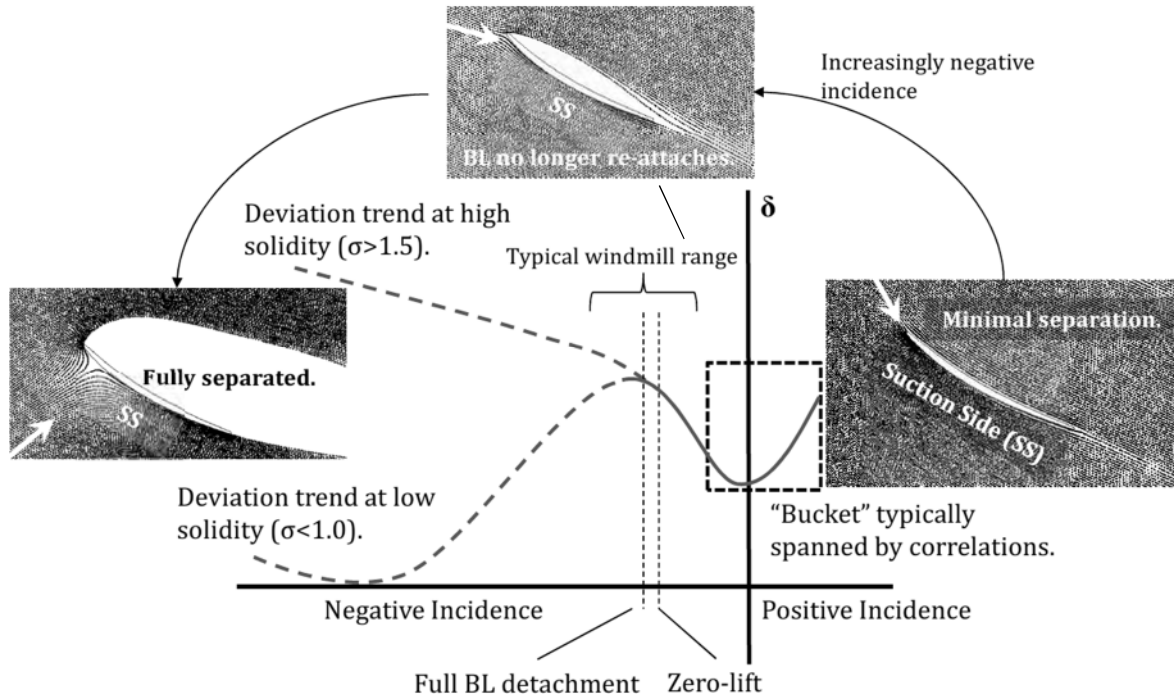 SS
BL no longer re-attaches.
Increasingly negative
incidence
Deviation trend at high
solidity (σ>1.5).
δ
Typical windmill range
Minimal separation.
Suction Side (SS)
Fully separated.
SS
Deviation trend at low
solidity (σ<1.0).
“Bucket” typically
spanned by correlations.
Negative Incidence
Positive Incidence
Full BL detachment
Zero-lift